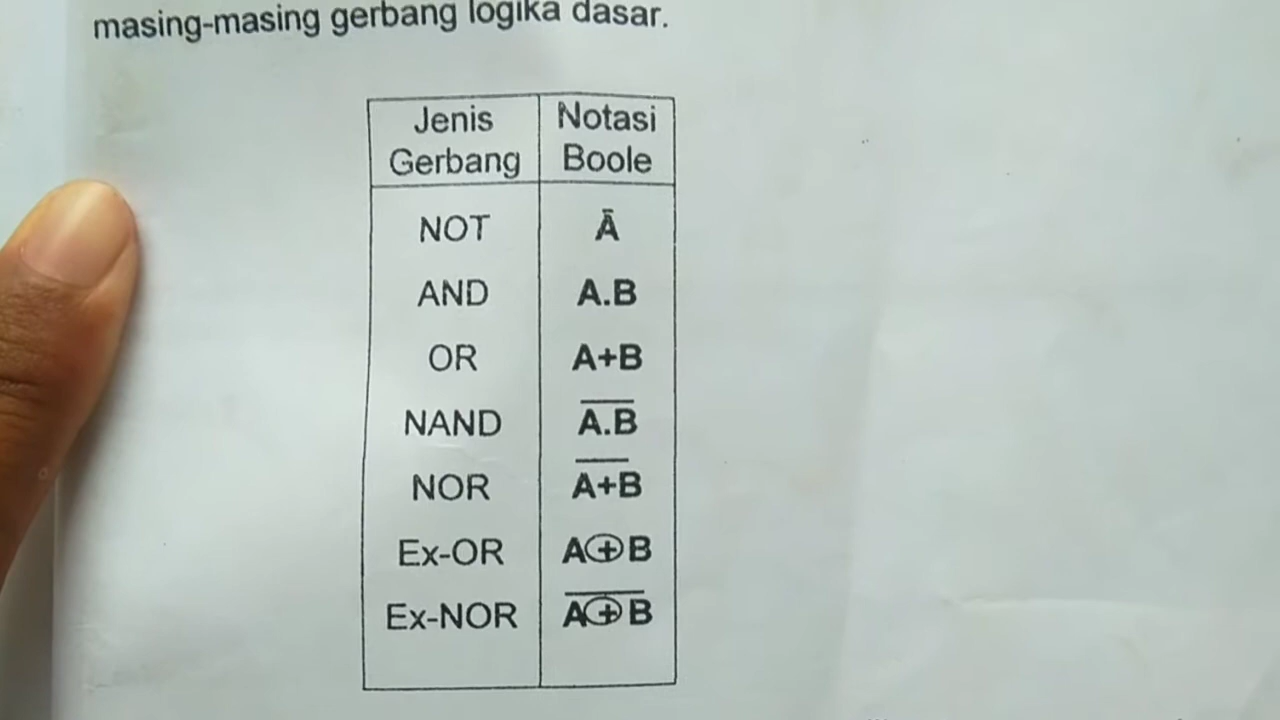 masing-masing gerbang logika dasar.
Jenis Gerbang Notasi Boole
NOT Ā
AND A.B
OR A+B
NAND A̅.̅B̅
NOR A̅+̅B̅
Ex-OR A⊕B
Ex-NOR A̅⊕̅B̅